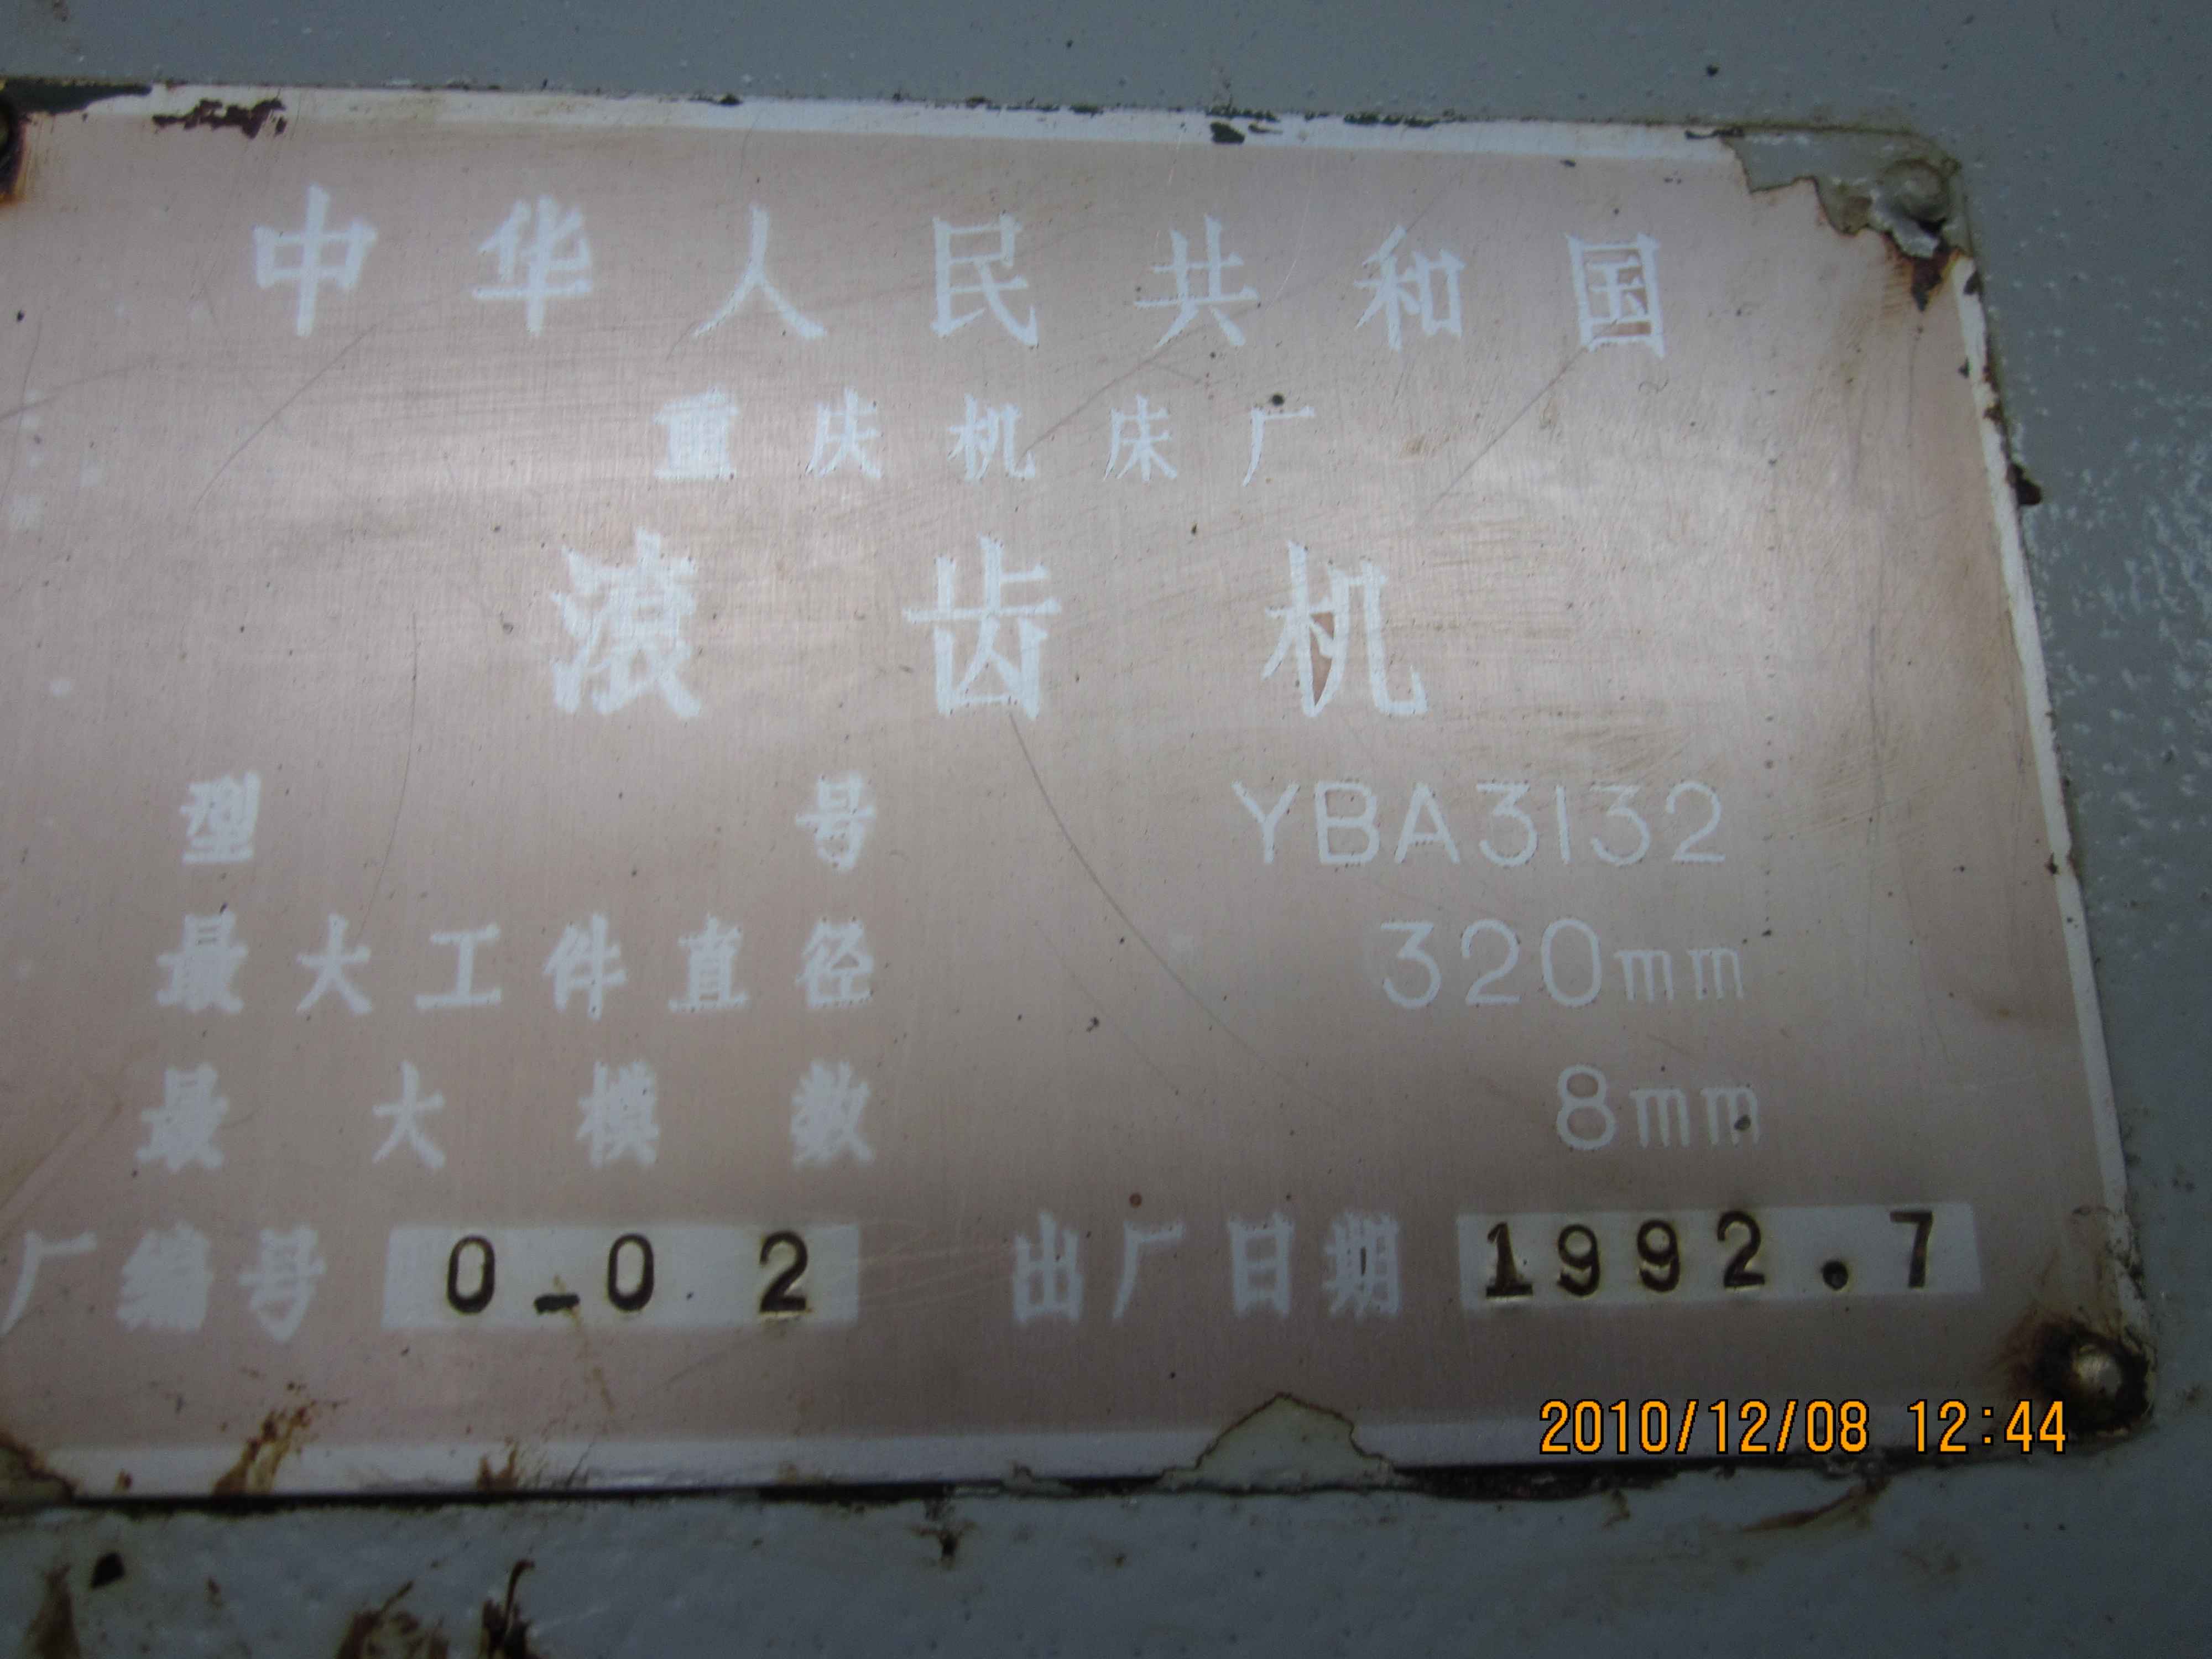 中华人民共和国
重庆机床厂
滚齿机
型号 YBA3132
最大工件直径 320mm
最大模数 8mm
厂编号 0-02 出厂日期 1992.7
2010/12/08 12:44